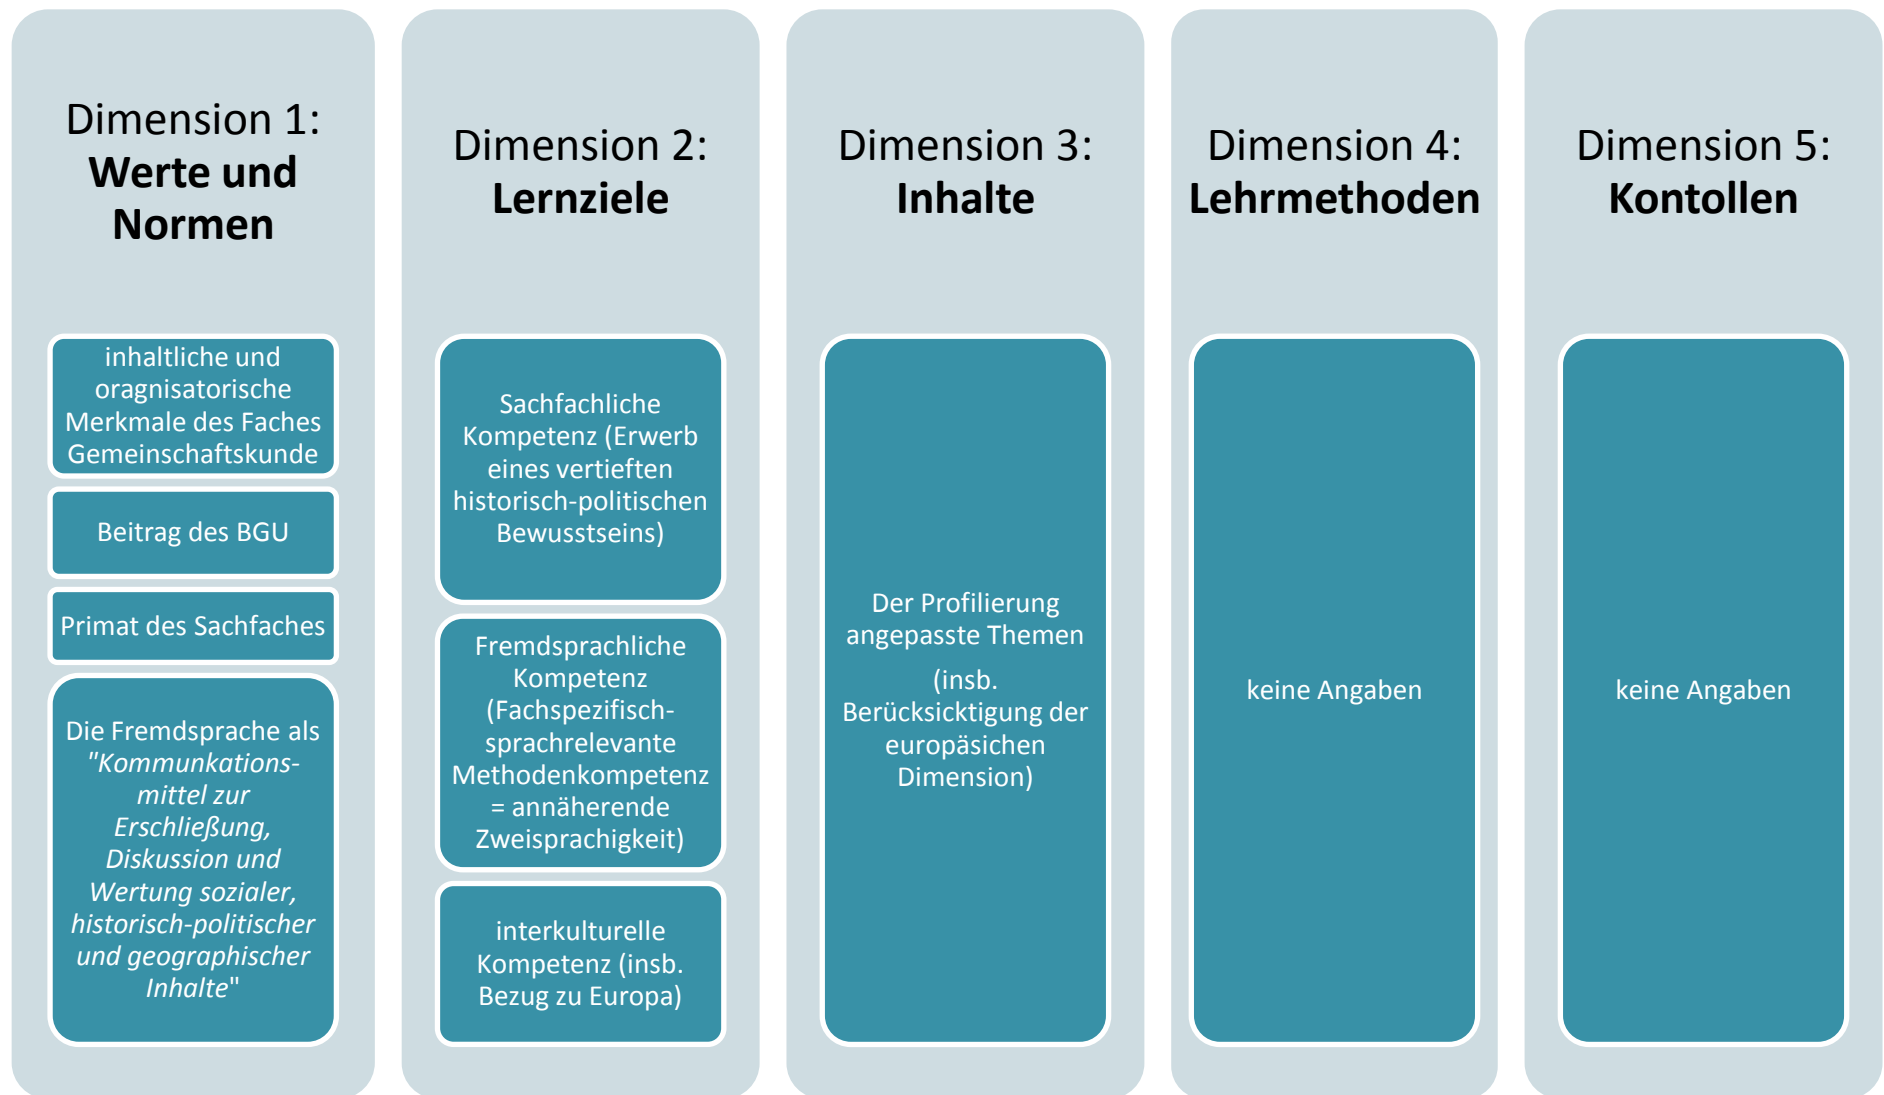 Dimension 1:
Werte und
Normen
inhaltliche und
oragnisatorische
Merkmale des Faches
Gemeinschaftskunde
Beitrag des BGU
Primat des Sachfaches
Die Fremdsprache als
"Kommunkations-
mittel zur
Erschließung,
Diskussion und
Wertung sozialer,
historisch-politischer
und geographischer
Inhalte"
Dimension 2:
Lernziele
Sachfachliche
Kompetenz (Erwerb
eines vertieften
historisch-politischen
Bewusstseins)
Fremdsprachliche
Kompetenz
(Fachspezifisch-
sprachrelevante
Methodenkompetenz
= annäherende
Zweisprachigkeit)
interkulturelle
Kompetenz (insb.
Bezug zu Europa)
Dimension 3:
Inhalte
Der Profilierung
angepasste Themen
(insb.
Berücksicktigung der
europäsichen
Dimension)
Dimension 4:
Lehrmethoden
keine Angaben
Dimension 5:
Kontollen
keine Angaben